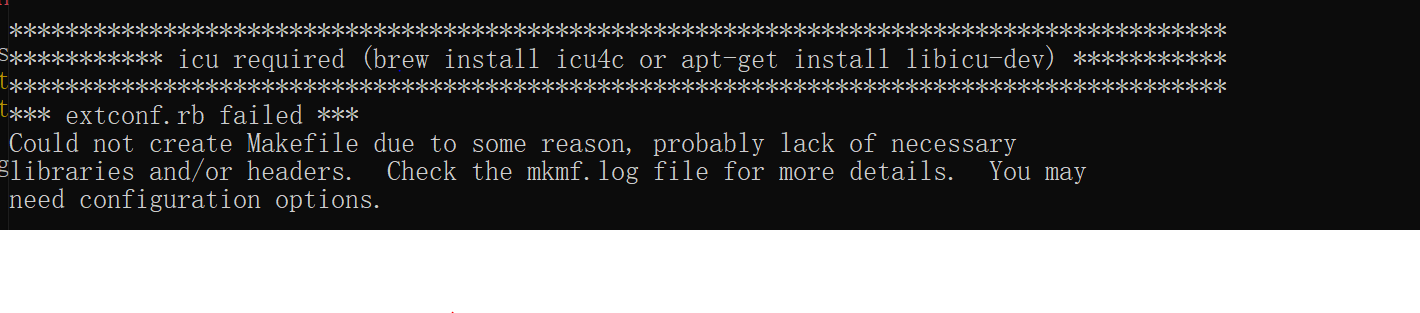 ***************************************************************************************
*********** icu required (brew install icu4c or apt-get install libicu-dev) ***********
***************************************************************************************
*** extconf.rb failed ***
Could not create Makefile due to some reason, probably lack of necessary
libraries and/or headers.  Check the mkmf.log file for more details.  You may
need configuration options.